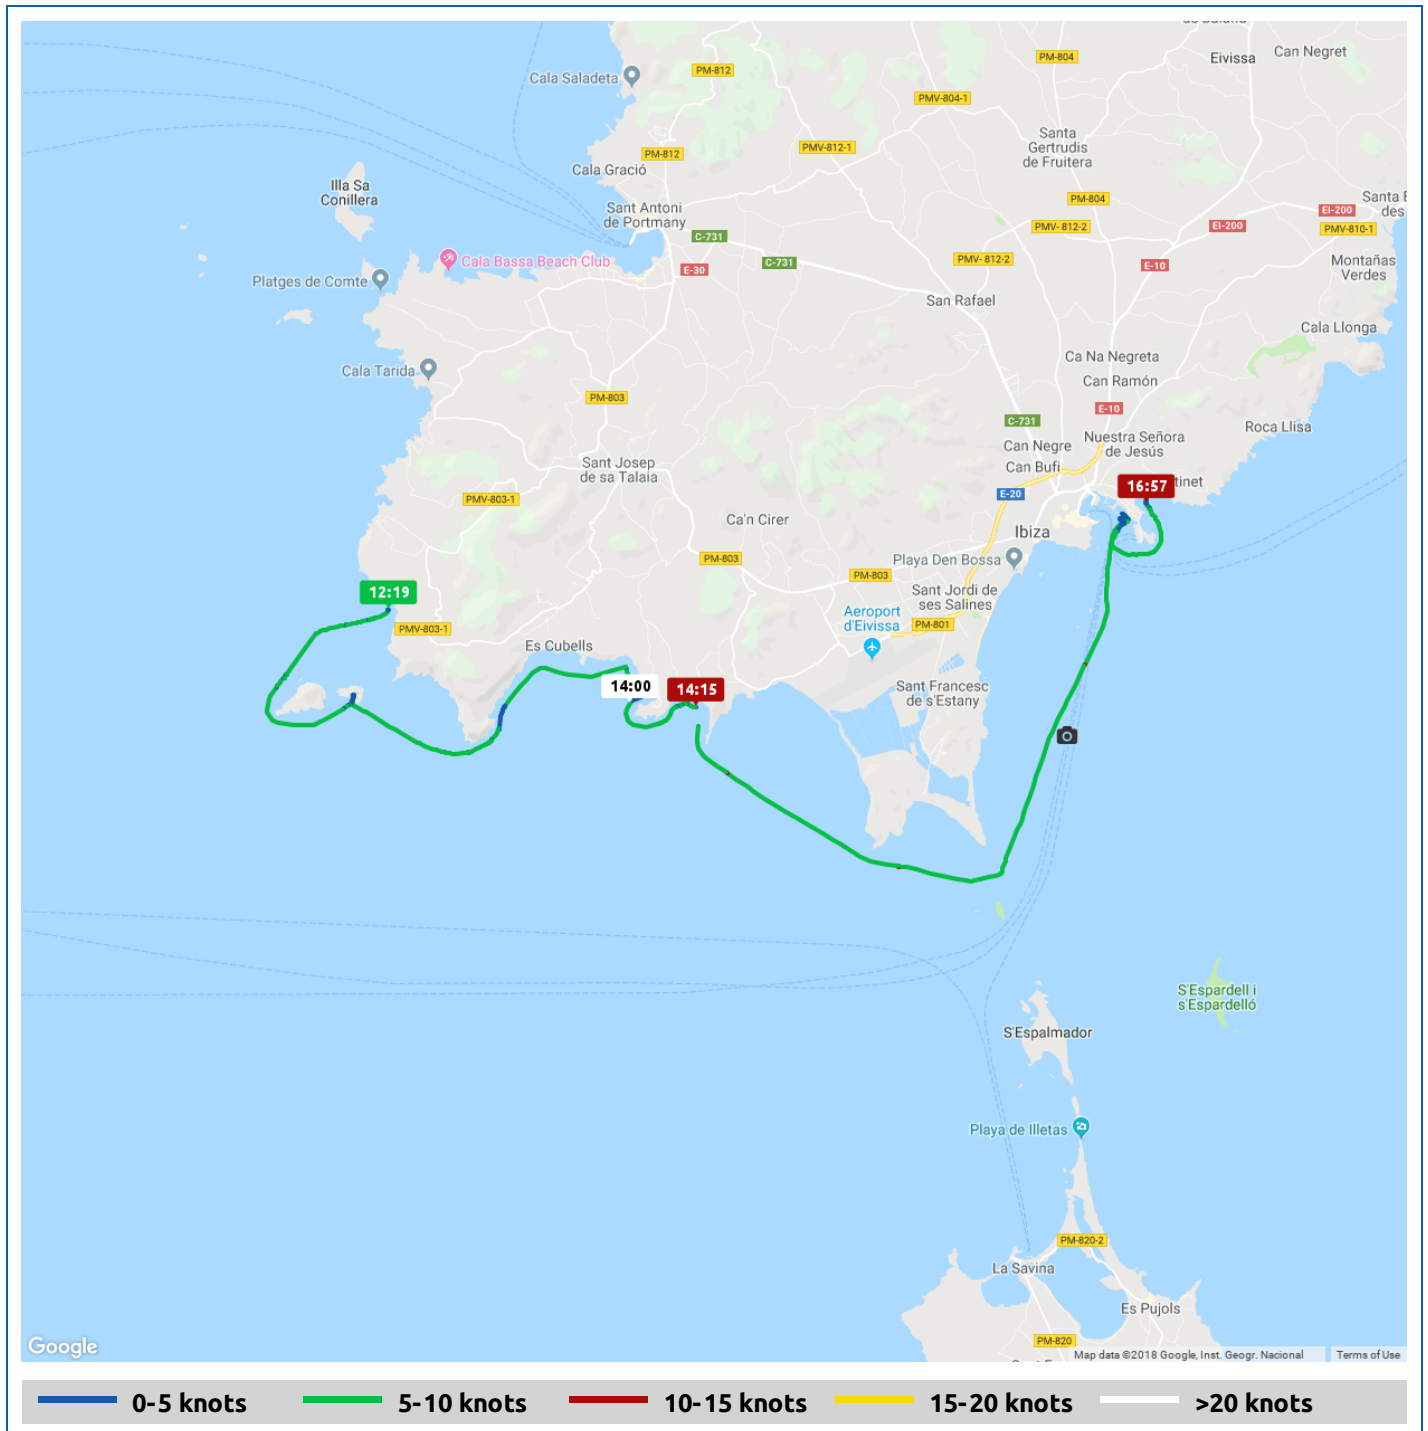 Eivissa
Can Negret
PM-804
PM-812
Cala Saladeta
PMV-804-1
Santa
Gertrudis
de Fruitera
PMV-812-1
PM-812
Cala Gració
Illa Sa
Conillera
PM-804
Santa E
des
Sant Antoni
de Portmany
EI-200
EI-200
PMV-812-2
PMV-810-1
C-731
PMV-812-2
C-731
Cala Bassa Beach Club
E-30
E-10
Montañas
Verdes
Platges de Comte
San Rafael
Cala Llonga
Ca Na Negreta
Cala Tarida
Can Ramón
PM-803
E-10
C-731
Roca Llisa
Nuestra Señora
de Jesús
Can Negre
Can Bufi
Sant Josep
de sa Talaia
16:57
tinet
E-20
PMV-803-1
Ca'n Cirer
Ibiza
PM-803
Playa Den Bossa
PM-803
12:19
Sant Jordi de
ses Salines
Aeroport
d'Eivissa
PM-801
PMV-803-1
Es Cubells
14:00
14:15
Sant Francesc
de s'Estany
S'Espardell i
s'Espardelló
S'Espalmador
Playa de Illetas
PM-820-2
La Savina
Es Pujols
PM-820
Google
Map data ©2018 Google, Inst. Geogr. Nacional
Terms of Use
0-5 knots
5-10 knots
10-15 knots
15-20 knots
>20 knots